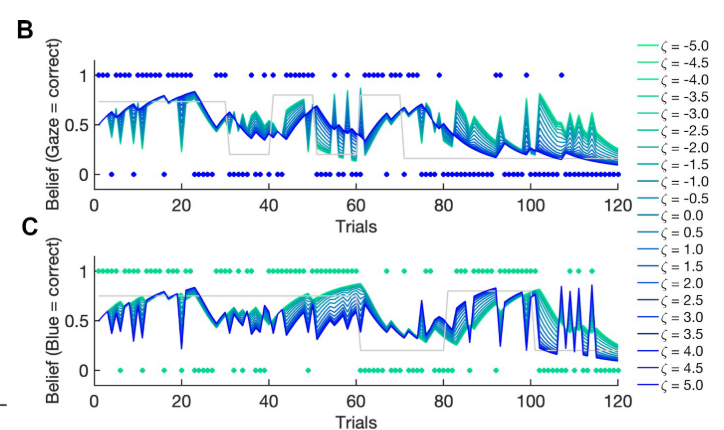 B
Belief (Gaze = correct)
1
0.5
0
0 20 40 60 80 100 120
Trials
C
Belief (Blue = correct)
1
0.5
0
0 20 40 60 80 100 120
Trials
ζ = -5.0
ζ = -4.5
ζ = -4.0
ζ = -3.5
ζ = -3.0
ζ = -2.5
ζ = -2.0
ζ = -1.5
ζ = -1.0
ζ = -0.5
ζ = 0.0
ζ = 0.5
ζ = 1.0
ζ = 1.5
ζ = 2.0
ζ = 2.5
ζ = 3.0
ζ = 3.5
ζ = 4.0
ζ = 4.5
ζ = 5.0